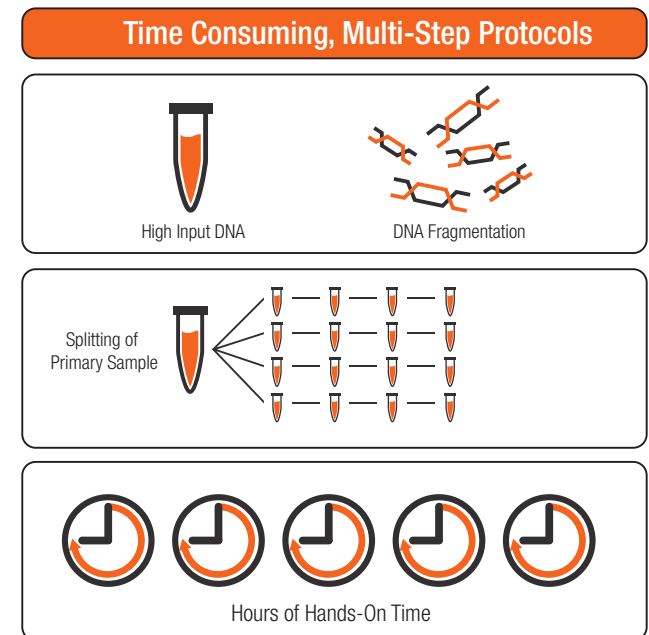 Time Consuming, Multi-Step Protocols
High Input DNA
DNA Fragmentation
Splitting of
Primary Sample
Hours of Hands-On Time